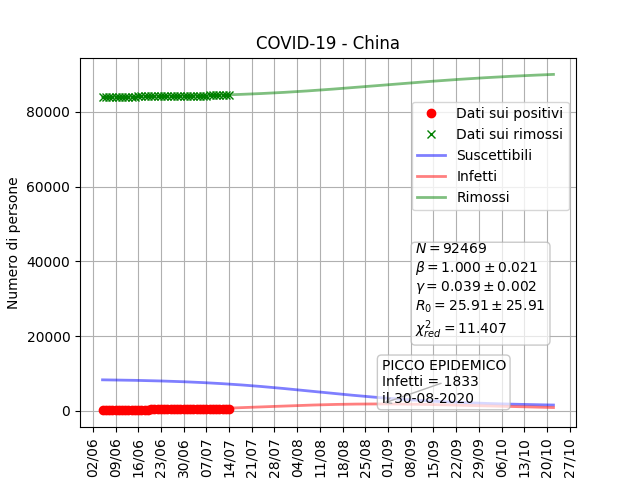 COVID-19 - China
Numero di persone
80000
60000
40000
20000
0
Dati sui positivi
Dati sui rimossi
Suscettibili
Infetti
Rimossi
N = 92469
β = 1.000 ± 0.021
γ = 0.039 ± 0.002
R₀ = 25.91 ± 25.91
χ²red = 11.407
PICCO EPIDEMICO
Infetti = 1833
il 30-08-2020
02/06
09/06
16/06
23/06
30/06
07/07
14/07
21/07
28/07
04/08
11/08
18/08
25/08
01/09
08/09
15/09
22/09
29/09
06/10
13/10
20/10
27/10